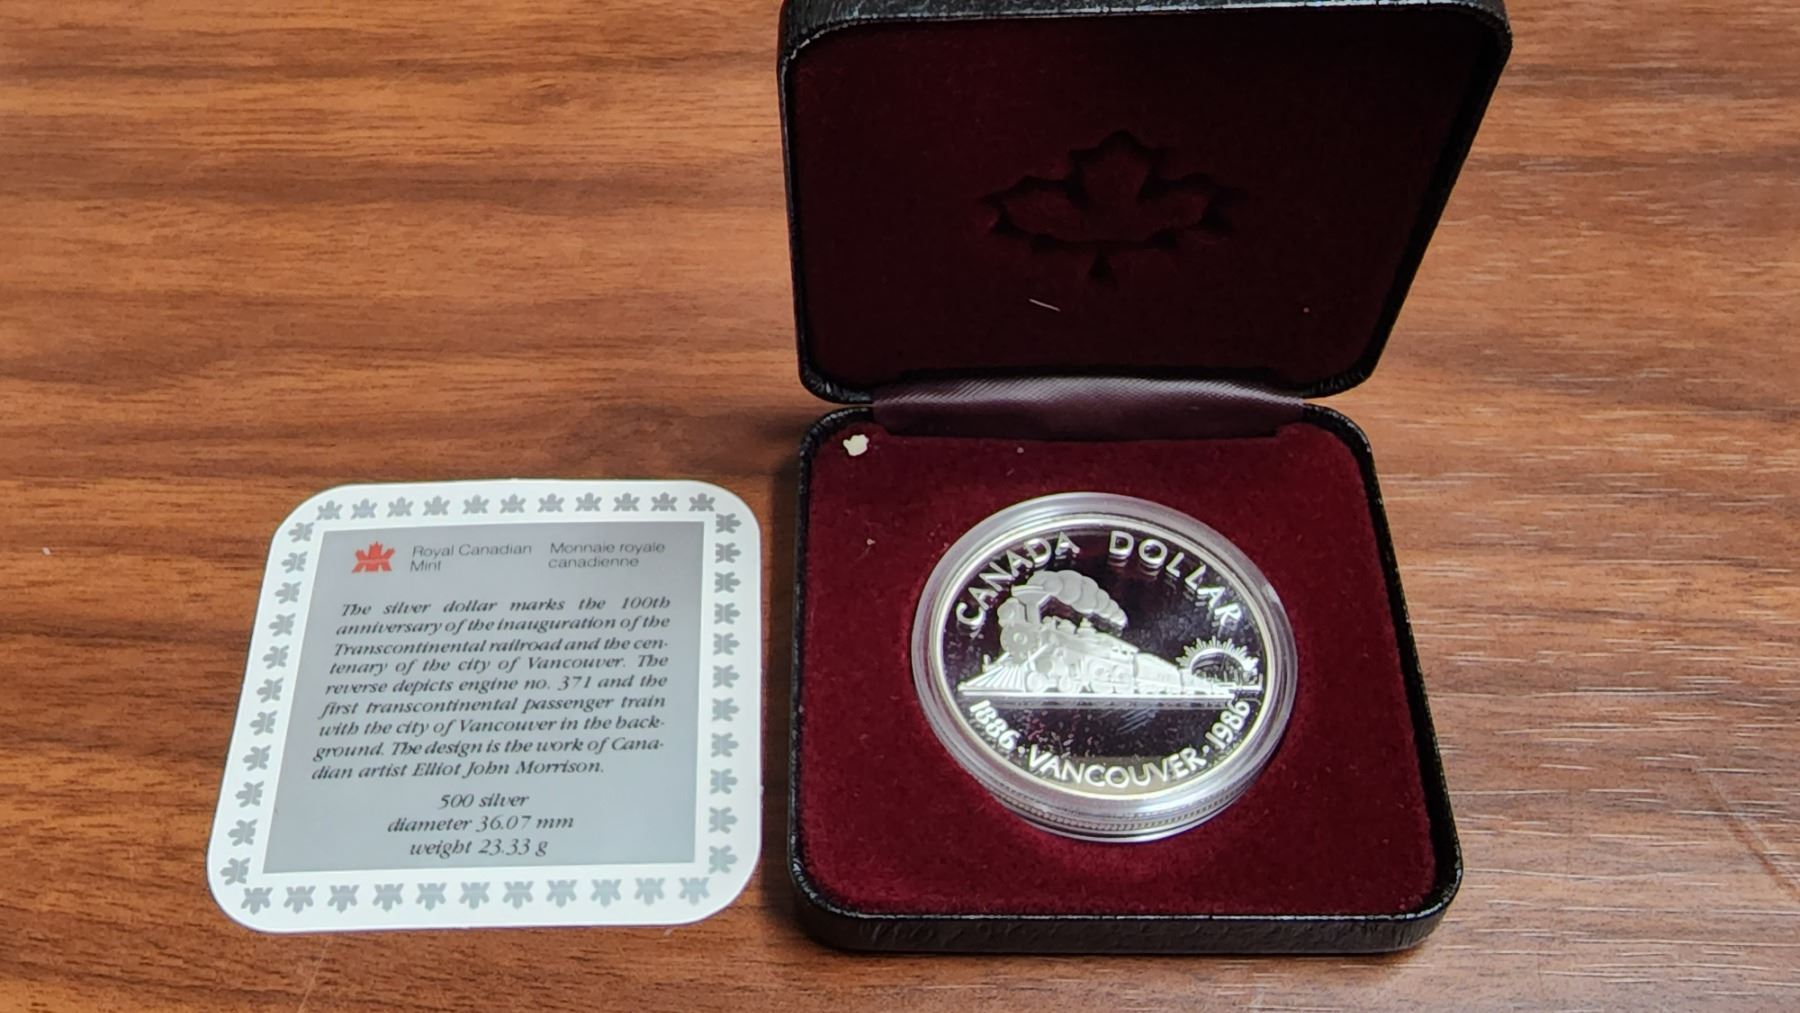 Royal Canadian Mint
Monnaie royale canadienne
The silver dollar marks the 100th
anniversary of the inauguration of the
Transcontinental railroad and the cen-
tenary of the city of Vancouver. The
reverse depicts engine no. 371 and the
first transcontinental passenger train
with the city of Vancouver in the back-
ground. The design is the work of Cana-
dian artist Elliot John Morrison.
500 silver
diameter 36.07 mm
weight 23.33 g
CANADA DOLLAR
1886 · VANCOUVER · 1986